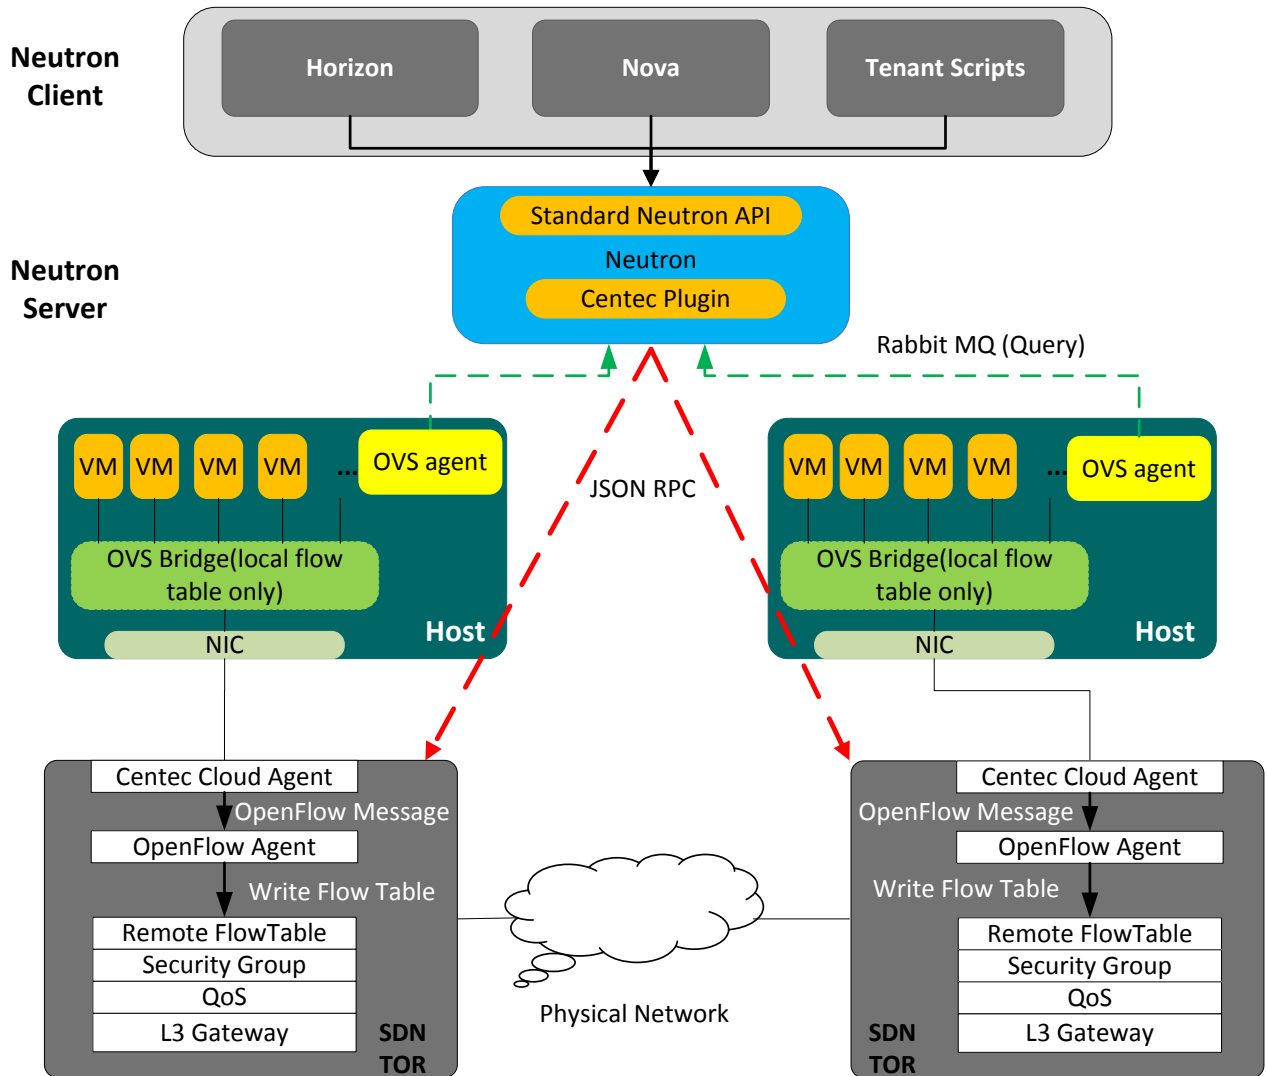 Neutron
Client
Horizon
Nova
Tenant Scripts
Neutron
Server
Standard Neutron API
Neutron
Centec Plugin
Rabbit MQ (Query)
VM
VM
VM
VM
...
OVS agent
JSON RPC
VM
VM
VM
VM
...
OVS agent
OVS Bridge(local flow
table only)
Host
NIC
OVS Bridge(local flow
table only)
Host
NIC
Centec Cloud Agent
OpenFlow Message
OpenFlow Agent
Write Flow Table
Remote FlowTable
Security Group
QoS
L3 Gateway
SDN
TOR
Physical Network
Centec Cloud Agent
OpenFlow Message
OpenFlow Agent
Write Flow Table
Remote FlowTable
Security Group
QoS
L3 Gateway
SDN
TOR